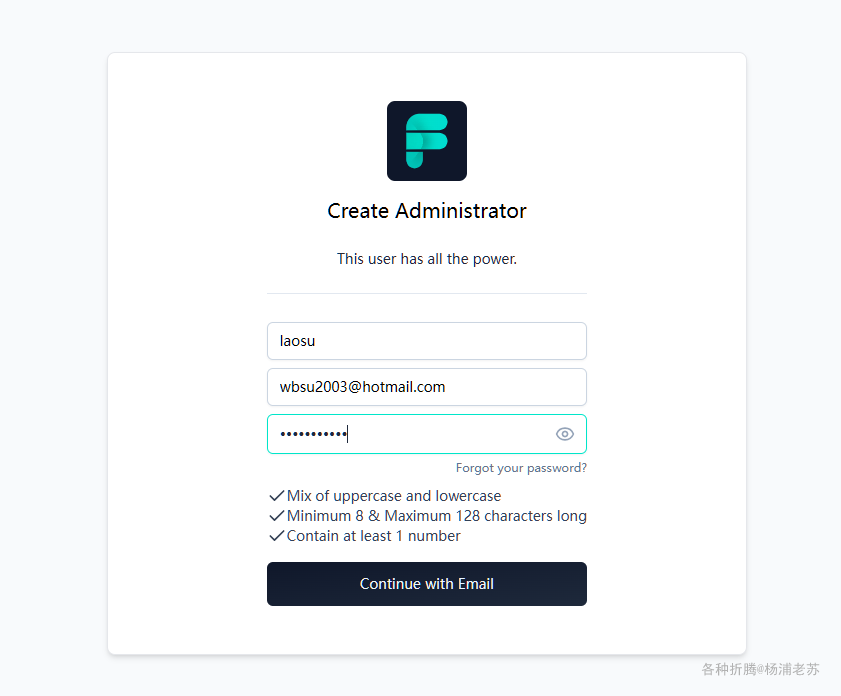 Create Administrator
This user has all the power.
laosu
wbsu2003@hotmail.com
•••••••••••
Forgot your password?
Mix of uppercase and lowercase
Minimum 8 & Maximum 128 characters long
Contain at least 1 number
Continue with Email
各种折腾@杨浦老苏